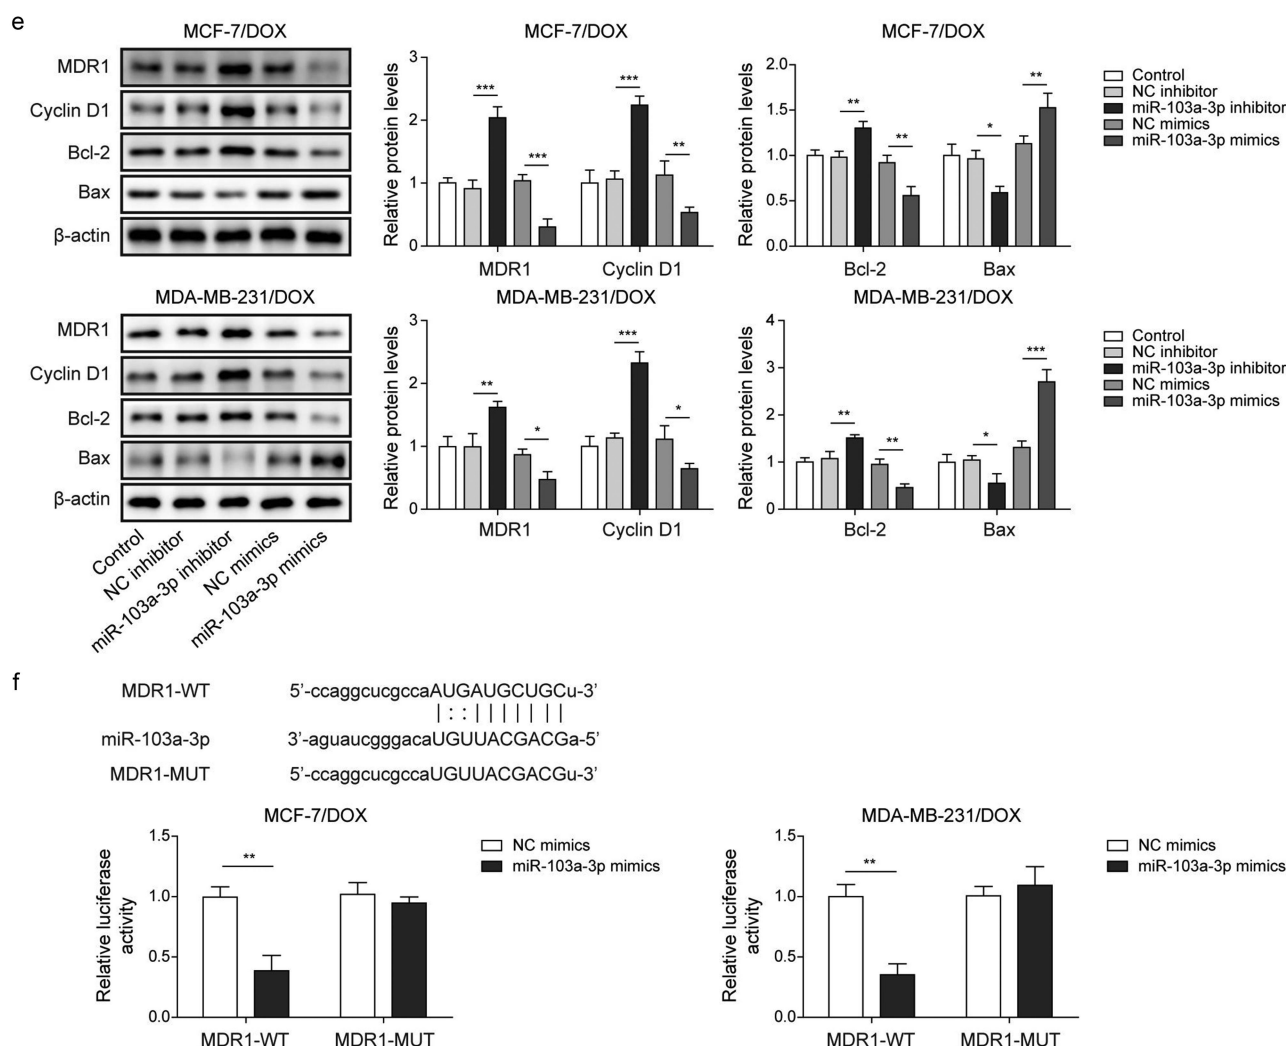 e
MCF-7/DOX
MDR1
Cyclin D1
Bcl-2
Bax
β-actin
MCF-7/DOX
Relative protein levels
3
2
1
0
***
***
***
**
MDR1
Cyclin D1
MCF-7/DOX
Relative protein levels
2.0
1.5
1.0
0.5
0.0
**
**
*
**
Bcl-2
Bax
Control
NC inhibitor
miR-103a-3p inhibitor
NC mimics
miR-103a-3p mimics
MDA-MB-231/DOX
MDR1
Cyclin D1
Bcl-2
Bax
β-actin
Control
NC inhibitor
miR-103a-3p inhibitor
NC mimics
miR-103a-3p mimics
MDA-MB-231/DOX
Relative protein levels
3
2
1
0
**
*
***
*
MDR1
Cyclin D1
MDA-MB-231/DOX
Relative protein levels
4
3
2
1
0
**
**
*
***
Bcl-2
Bax
Control
NC inhibitor
miR-103a-3p inhibitor
NC mimics
miR-103a-3p mimics
f
MDR1-WT 5’-ccaggcucgccaAUGAUGCUGCu-3’
|::|||||||
miR-103a-3p 3’-aguaucgggacaUGUUACGACGa-5’
MDR1-MUT 5’-ccaggcucgccaUGUUACGACGu-3’
MCF-7/DOX
Relative luciferase
activity
1.5
1.0
0.5
0.0
**
MDR1-WT
MDR1-MUT
NC mimics
miR-103a-3p mimics
MDA-MB-231/DOX
Relative luciferase
activity
1.5
1.0
0.5
0.0
**
MDR1-WT
MDR1-MUT
NC mimics
miR-103a-3p mimics